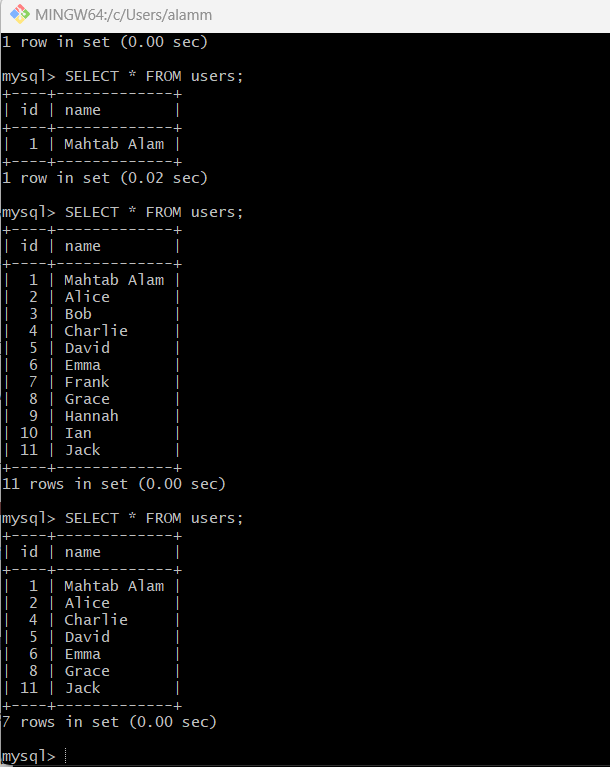 MINGW64:/c/Users/alamm
1 row in set (0.00 sec)
mysql> SELECT * FROM users;
+----+-------------+
| id | name        |
+----+-------------+
|  1 | Mahtab Alam |
+----+-------------+
1 row in set (0.02 sec)
mysql> SELECT * FROM users;
+----+-------------+
| id | name        |
+----+-------------+
|  1 | Mahtab Alam |
|  2 | Alice       |
|  3 | Bob         |
|  4 | Charlie     |
|  5 | David       |
|  6 | Emma        |
|  7 | Frank       |
|  8 | Grace       |
|  9 | Hannah      |
| 10 | Ian         |
| 11 | Jack        |
+----+-------------+
11 rows in set (0.00 sec)
mysql> SELECT * FROM users;
+----+-------------+
| id | name        |
+----+-------------+
|  1 | Mahtab Alam |
|  2 | Alice       |
|  4 | Charlie     |
|  5 | David       |
|  6 | Emma        |
|  8 | Grace       |
| 11 | Jack        |
+----+-------------+
7 rows in set (0.00 sec)
mysql>